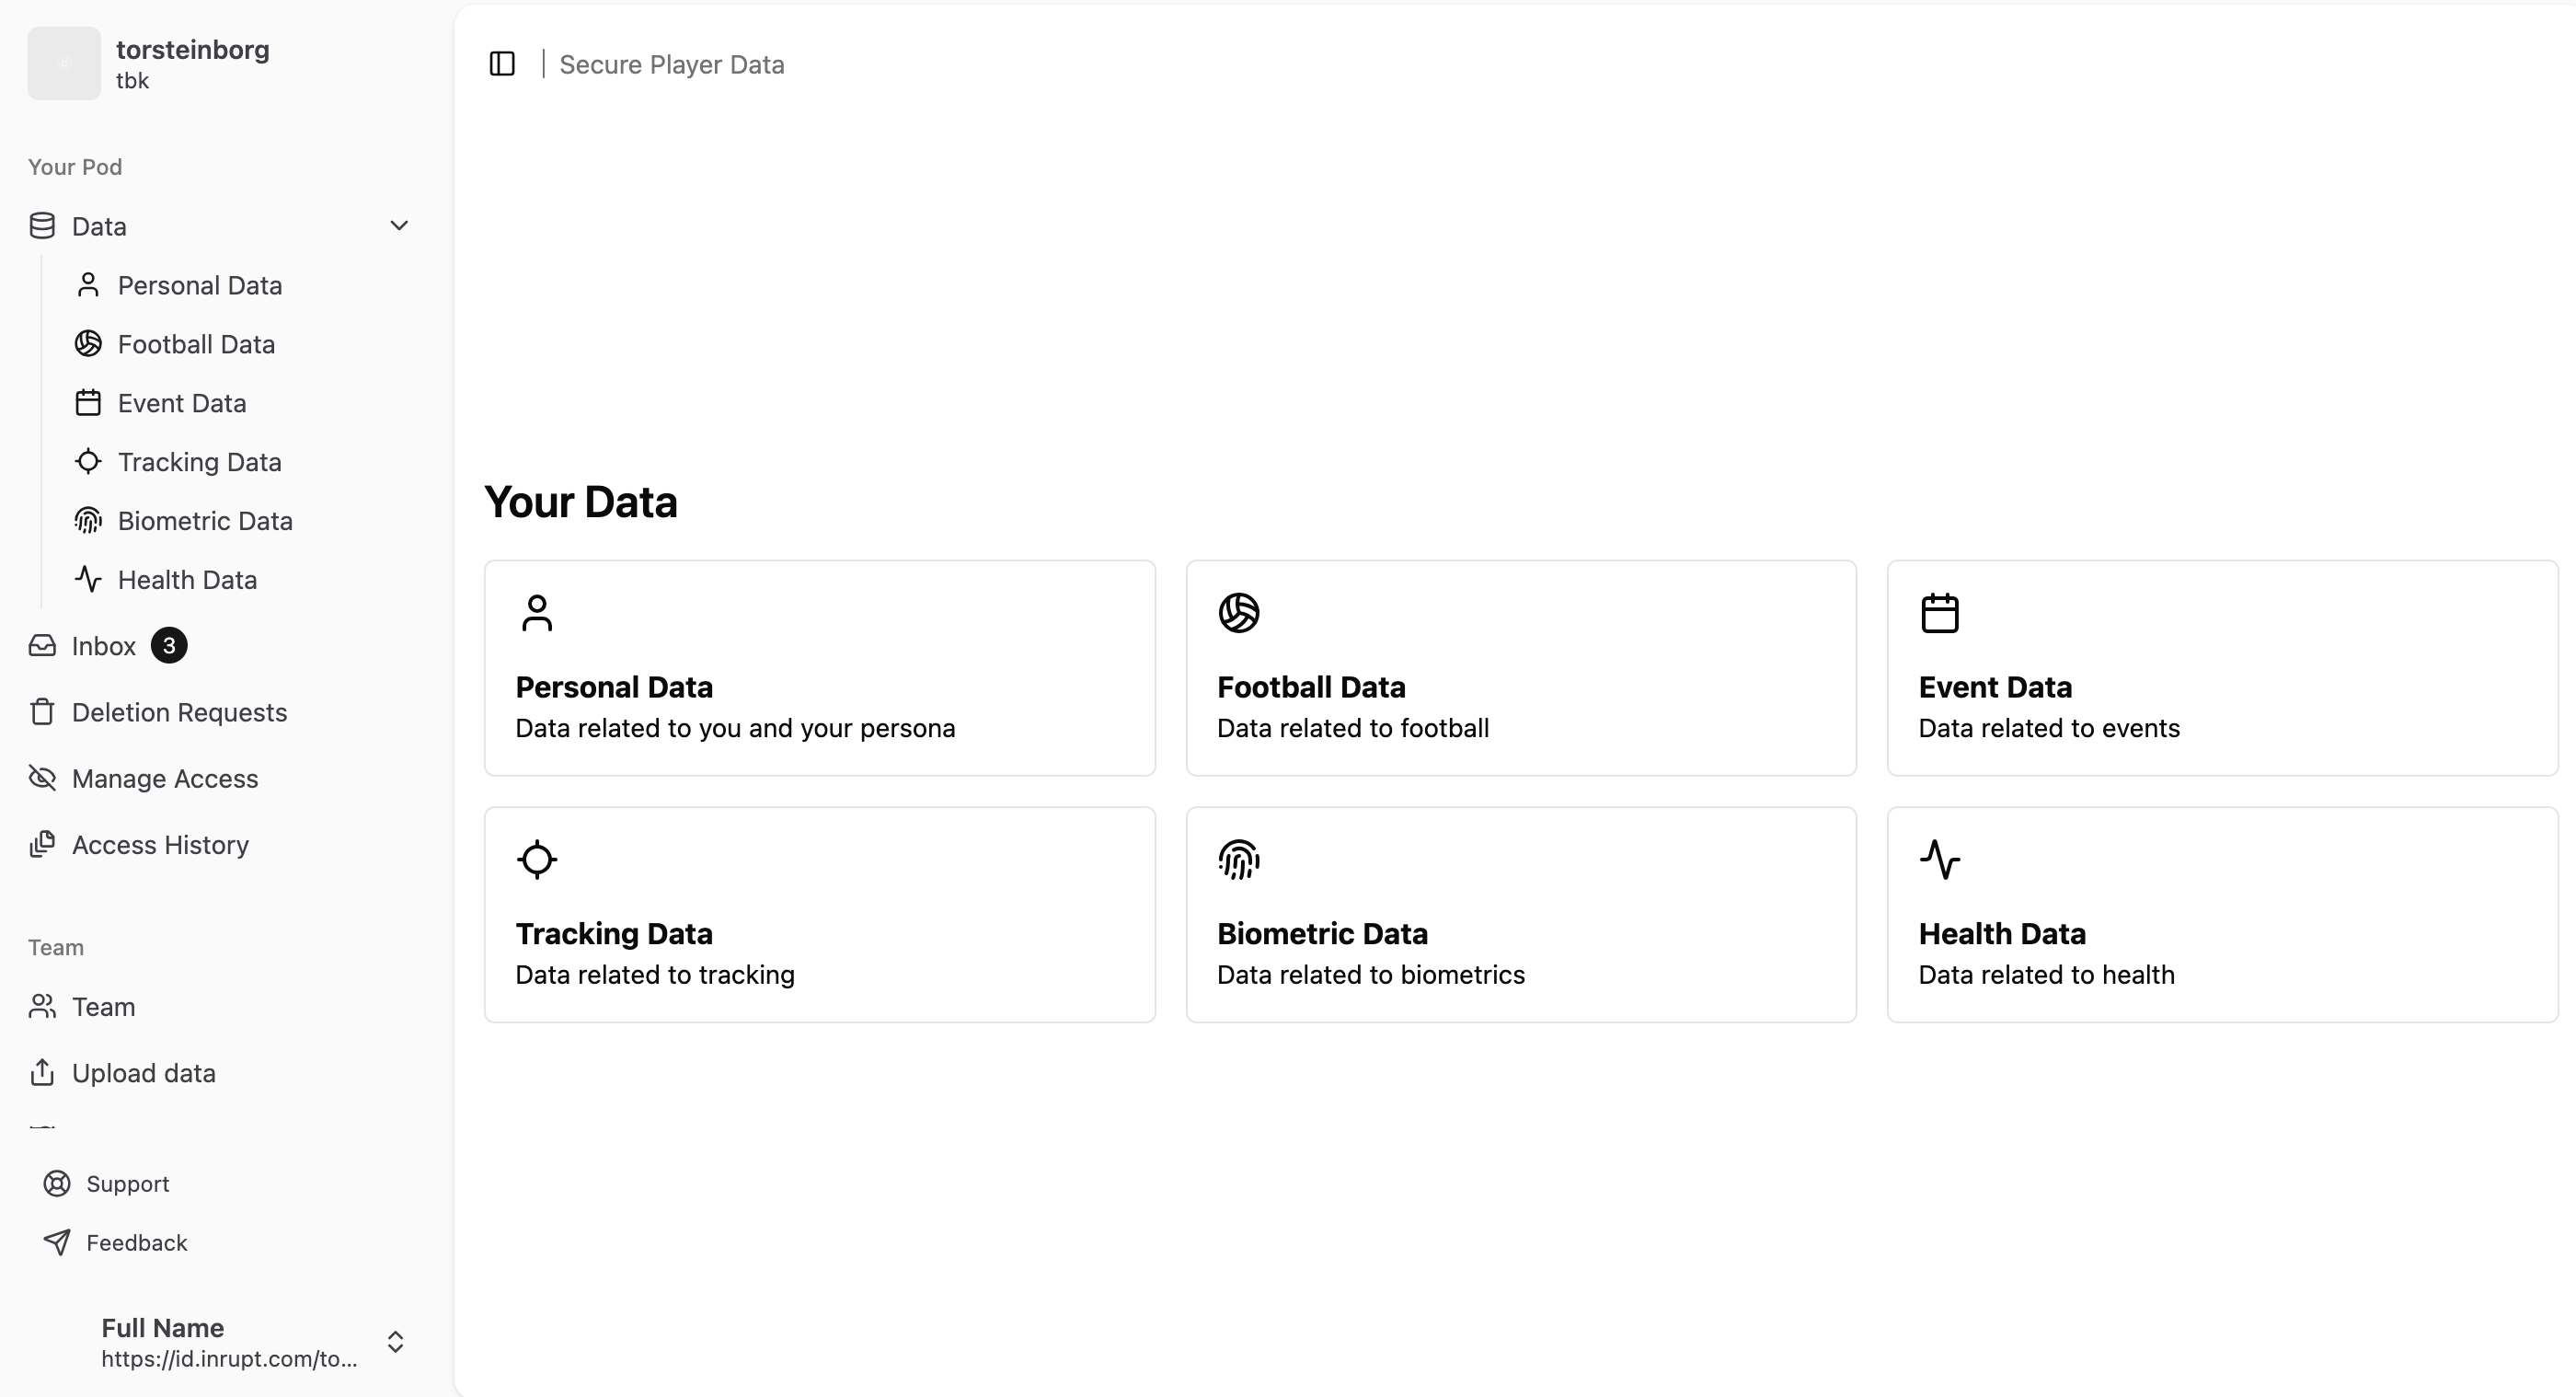 torsteinborg
tbk
Your Pod
Data
Personal Data
Football Data
Event Data
Tracking Data
Biometric Data
Health Data
Inbox 3
Deletion Requests
Manage Access
Access History
Team
Team
Upload data
Support
Feedback
Full Name
https://id.inrupt.com/to...
Secure Player Data
Your Data
Personal Data
Data related to you and your persona
Football Data
Data related to football
Event Data
Data related to events
Tracking Data
Data related to tracking
Biometric Data
Data related to biometrics
Health Data
Data related to health